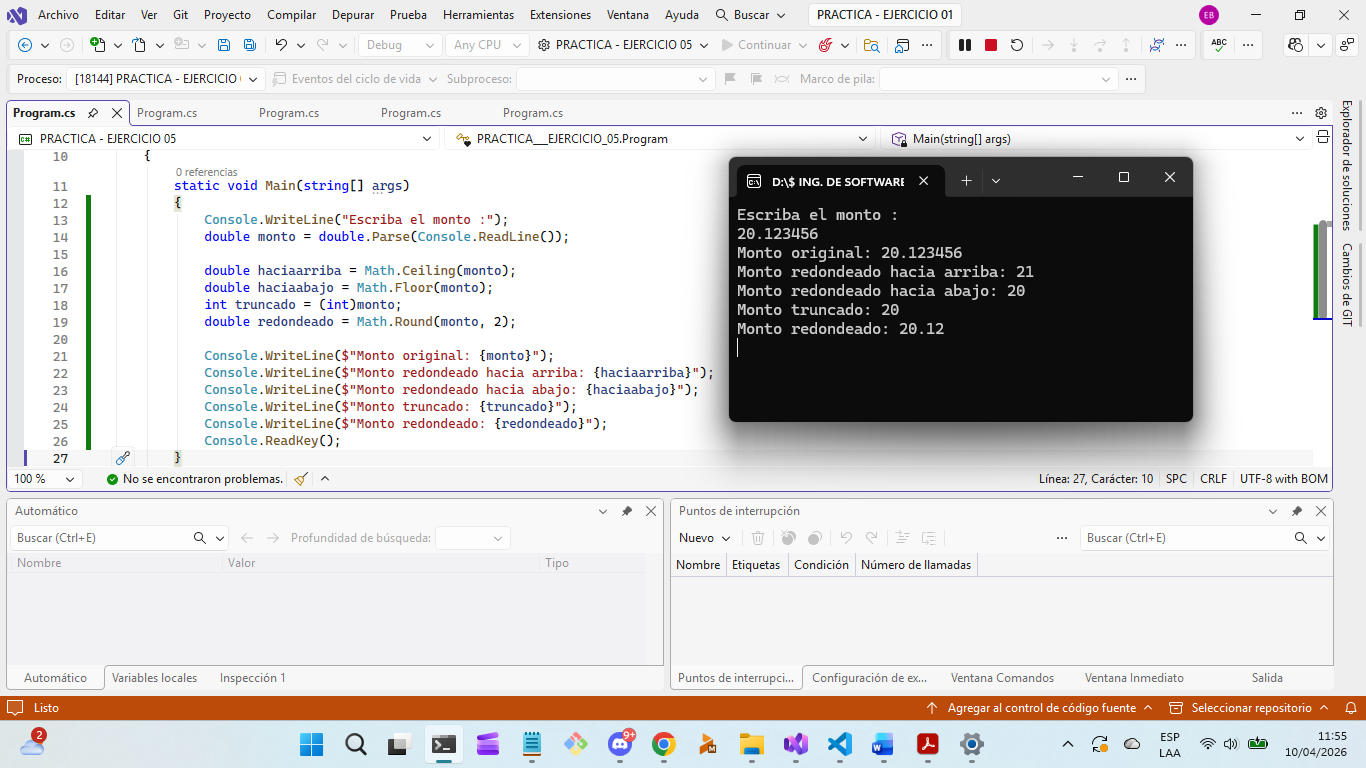 Archivo Editar Ver Git Proyecto Compilar Depurar Prueba Herramientas Extensiones Ventana Ayuda Buscar PRACTICA - EJERCICIO 01 EB
Debug Any CPU PRACTICA - EJERCICIO 05 Continuar ABC
Proceso: [18144] PRACTICA - EJERCICIO Eventos del ciclo de vida Subproceso: Marco de pila:
Program.cs Program.cs Program.cs Program.cs Program.cs
C# PRACTICA - EJERCICIO 05 PRACTICA___EJERCICIO_05.Program Main(string[] args)
10 {
0 referencias
11 static void Main(string[] args)
12 {
13 Console.WriteLine("Escriba el monto :");
14 double monto = double.Parse(Console.ReadLine());
15
16 double haciaarriba = Math.Ceiling(monto);
17 double haciaabajo = Math.Floor(monto);
18 int truncado = (int)monto;
19 double redondeado = Math.Round(monto, 2);
20
21 Console.WriteLine($"Monto original: {monto}");
22 Console.WriteLine($"Monto redondeado hacia arriba: {haciaarriba}");
23 Console.WriteLine($"Monto redondeado hacia abajo: {haciaabajo}");
24 Console.WriteLine($"Monto truncado: {truncado}");
25 Console.WriteLine($"Monto redondeado: {redondeado}");
26 Console.ReadKey();
27 }
D:\$ ING. DE SOFTWARE
Escriba el monto :
20.123456
Monto original: 20.123456
Monto redondeado hacia arriba: 21
Monto redondeado hacia abajo: 20
Monto truncado: 20
Monto redondeado: 20.12
Explorador de soluciones
Cambios de GIT
100 % No se encontraron problemas. Línea: 27, Carácter: 10 SPC CRLF UTF-8 with BOM
Automático
Buscar (Ctrl+E) Profundidad de búsqueda:
Nombre Valor Tipo
Automático Variables locales Inspección 1
Puntos de interrupción
Nuevo Buscar (Ctrl+E)
Nombre Etiquetas Condición Número de llamadas
Puntos de interrupci... Configuración de ex... Ventana Comandos Ventana Inmediato Salida
Listo Agregar al control de código fuente Seleccionar repositorio
2 9+ ESP 11:55
LAA 10/04/2026